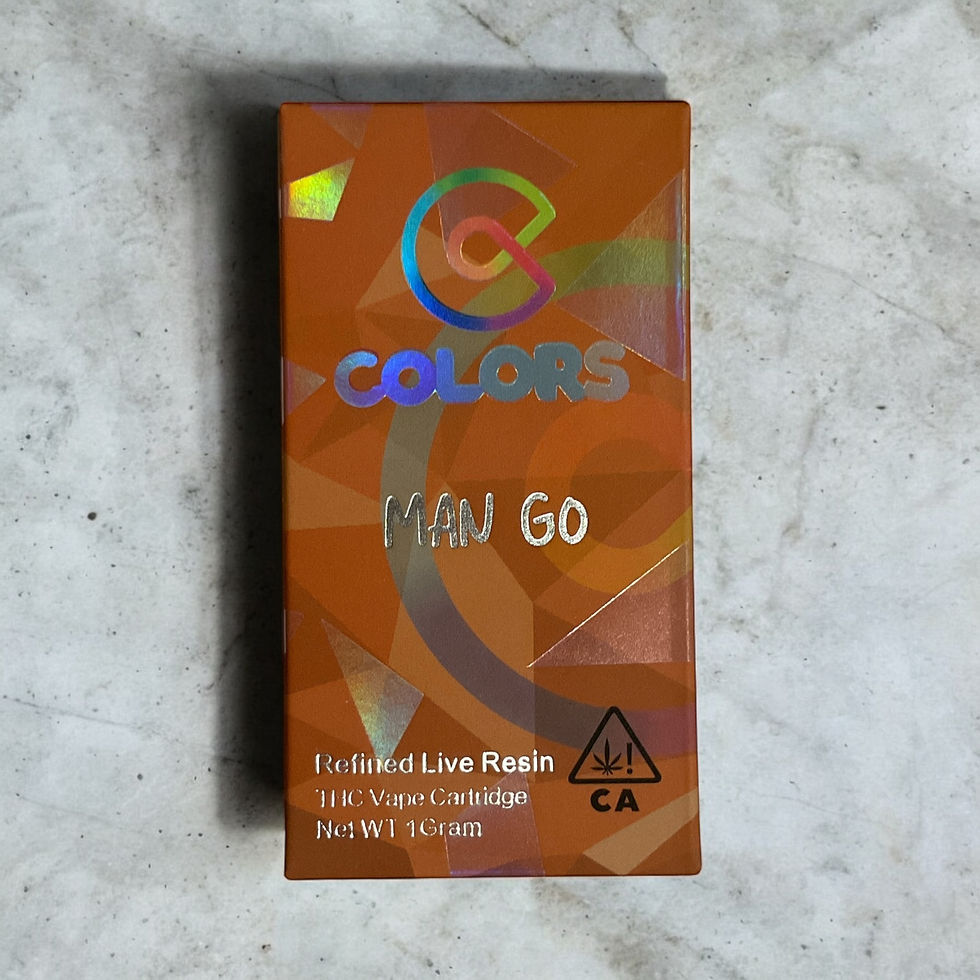 COLORS
MAN GO
Refined Live Resin
THC Vape Cartridge
Net WT 1Gram
!
CA